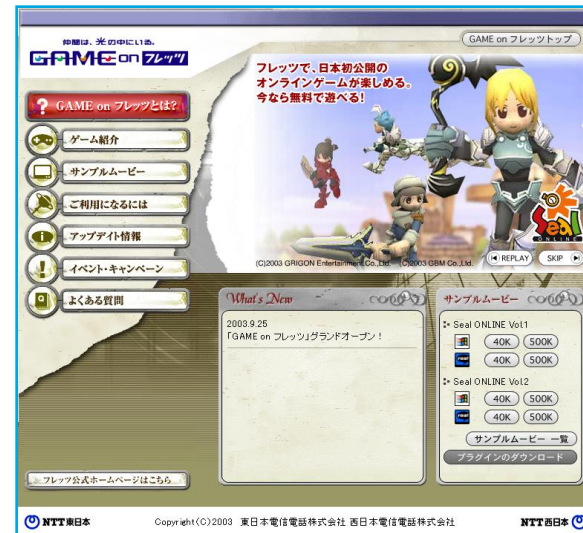 仲間は、光の中にいる。
GAME on フレッツ
GAME on フレッツトップ
フレッツで、日本初公開の
オンラインゲームが楽しめる。
今なら無料で遊べる!
? GAME on フレッツとは?
ゲーム紹介
サンプルムービー
ご利用になるには
アップデイト情報
イベント・キャンペーン
よくある質問
Seal
ONLINE
(C)2003 GRIGON Entertainment Co., Ltd. (C)2003 GBM Co., Ltd.
REPLAY
SKIP
What's New
2003.9.25
「GAME on フレッツ」グランドオープン!
サンプルムービー
Seal ONLINE Vol.1
40K 500K
real 40K 500K
Seal ONLINE Vol.2
40K 500K
real 40K 500K
サンプルムービー 一覧
プラグインのダウンロード
フレッツ公式ホームページはこちら
NTT東日本
Copyright(C)2003 東日本電信電話株式会社 西日本電信電話株式会社
NTT西日本